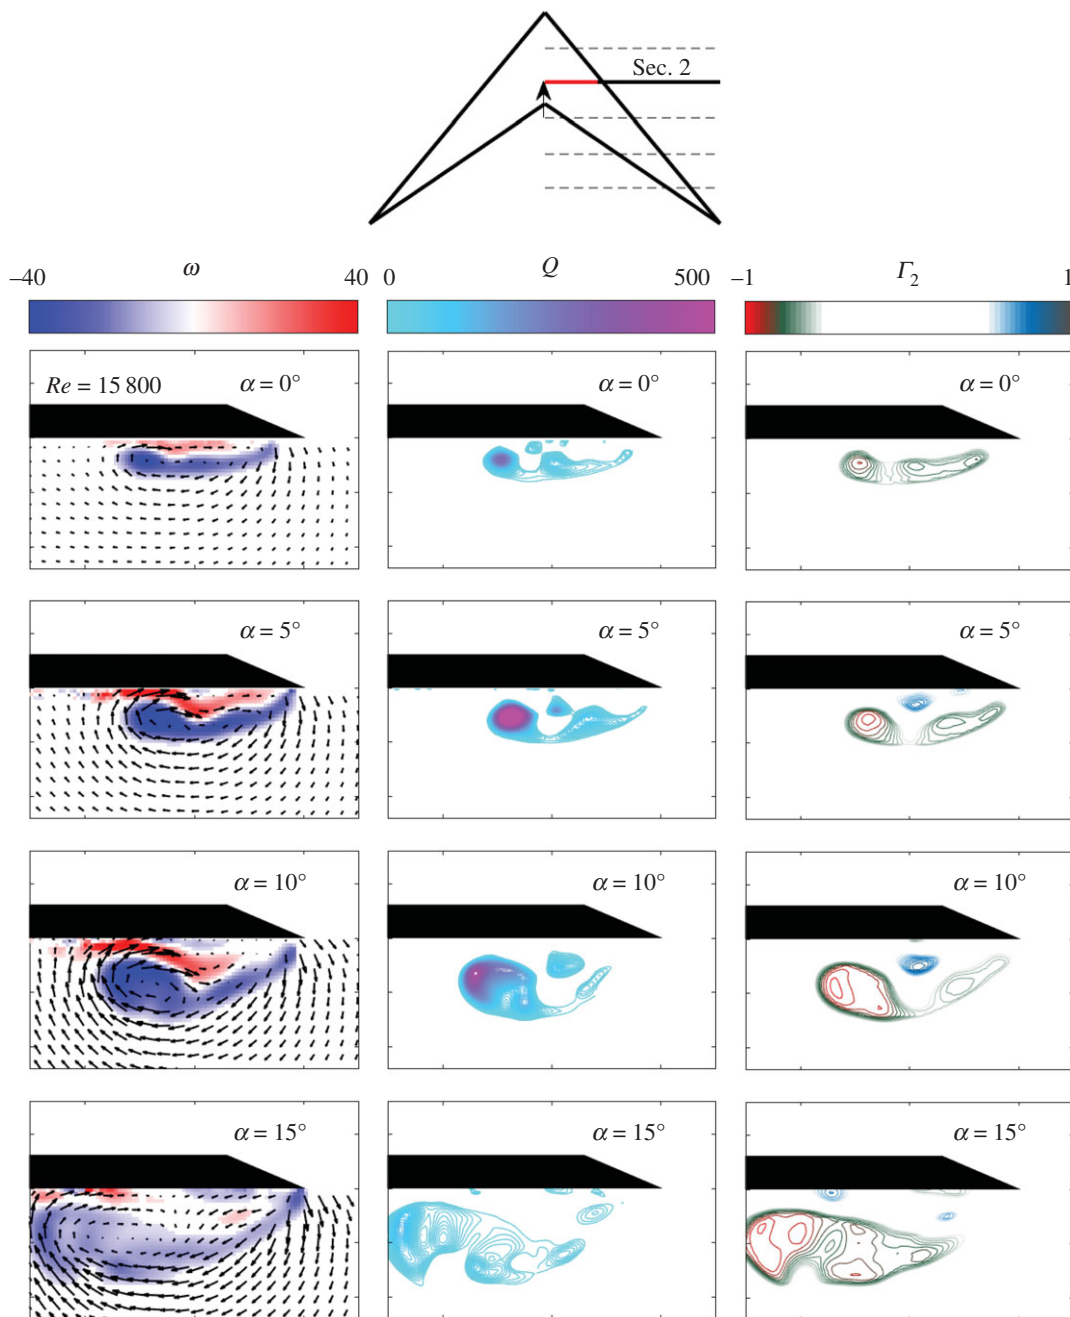 Sec. 2
ω Q Γ₂
–40 40 0 500 –1 1
Re = 15 800 α = 0° α = 0° α = 0°
α = 5° α = 5° α = 5°
α = 10° α = 10° α = 10°
α = 15° α = 15° α = 15°